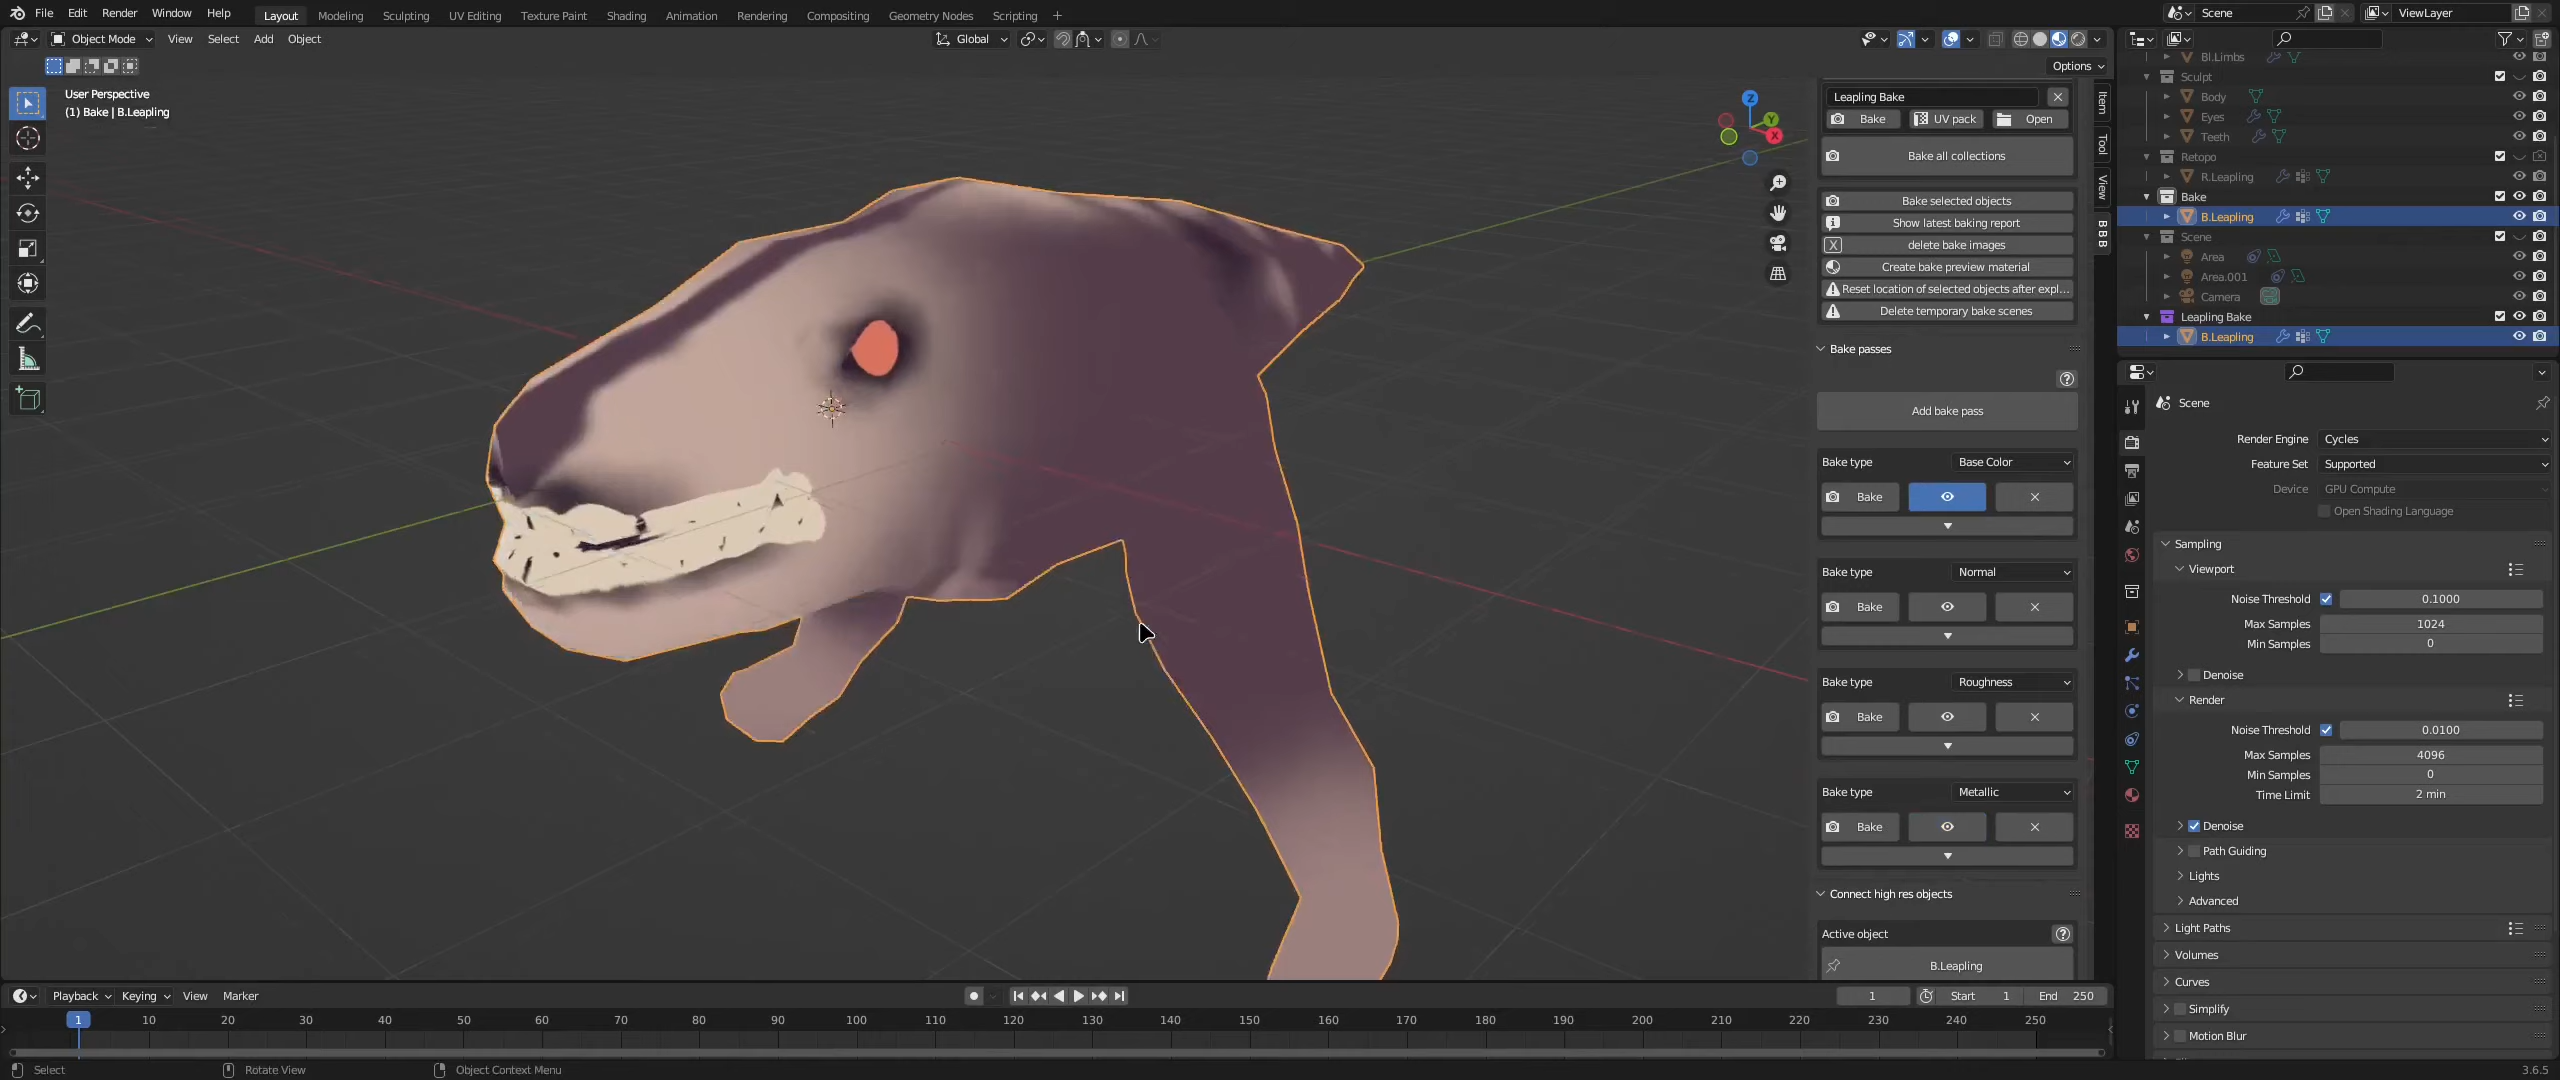 File Edit Render Window Help Layout Modeling Sculpting UV Editing Texture Paint Shading Animation Rendering Compositing Geometry Nodes Scripting + Scene ViewLayer
Object Mode View Select Add Object Global
Options
User Perspective
(1) Bake | B.Leapling
Z
Y
X
Item
Tool
View
BBB
Leapling Bake
Bake UV pack Open
Bake all collections
Bake selected objects
Show latest baking report
X delete bake images
Create bake preview material
Reset location of selected objects after expl...
Delete temporary bake scenes
Bake passes
?
Add bake pass
Bake type Base Color
Bake
Bake type Normal
Bake
Bake type Roughness
Bake
Bake type Metallic
Bake
Connect high res objects
Active object ?
B.Leapling
Bl.Limbs
Sculpt
Body
Eyes
Teeth
Retopo
R.Leapling
Bake
B.Leapling
Scene
Area
Area.001
Camera
Leapling Bake
B.Leapling
Scene
Render Engine Cycles
Feature Set Supported
Device GPU Compute
Open Shading Language
Sampling
Viewport
Noise Threshold 0.1000
Max Samples 1024
Min Samples 0
Denoise
Render
Noise Threshold 0.0100
Max Samples 4096
Min Samples 0
Time Limit 2 min
Denoise
Path Guiding
Lights
Advanced
Light Paths
Volumes
Curves
Simplify
Motion Blur
Playback Keying View Marker 1 Start 1 End 250
1 10 20 30 40 50 60 70 80 90 100 110 120 130 140 150 160 170 180 190 200 210 220 230 240 250
Select Rotate View Object Context Menu 3.6.5